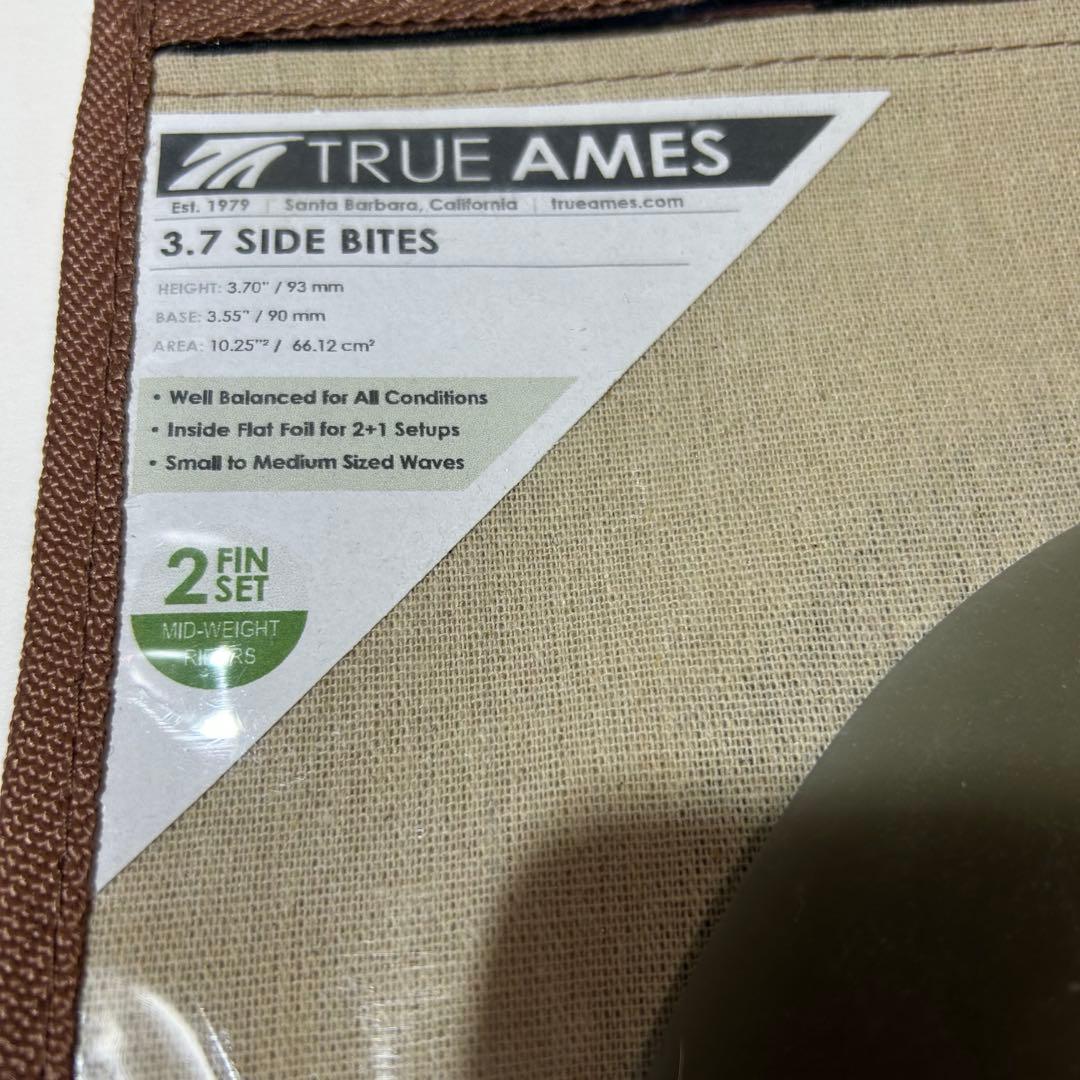 TRUE AMES
Est. 1979 | Santa Barbara, California | trueames.com
3.7 SIDE BITES
HEIGHT: 3.70" / 93 mm
BASE: 3.55" / 90 mm
AREA: 10.25"² / 66.12 cm²
• Well Balanced for All Conditions
• Inside Flat Foil for 2+1 Setups
• Small to Medium Sized Waves
2 FIN
SET
MID-WEIGHT
RIDERS